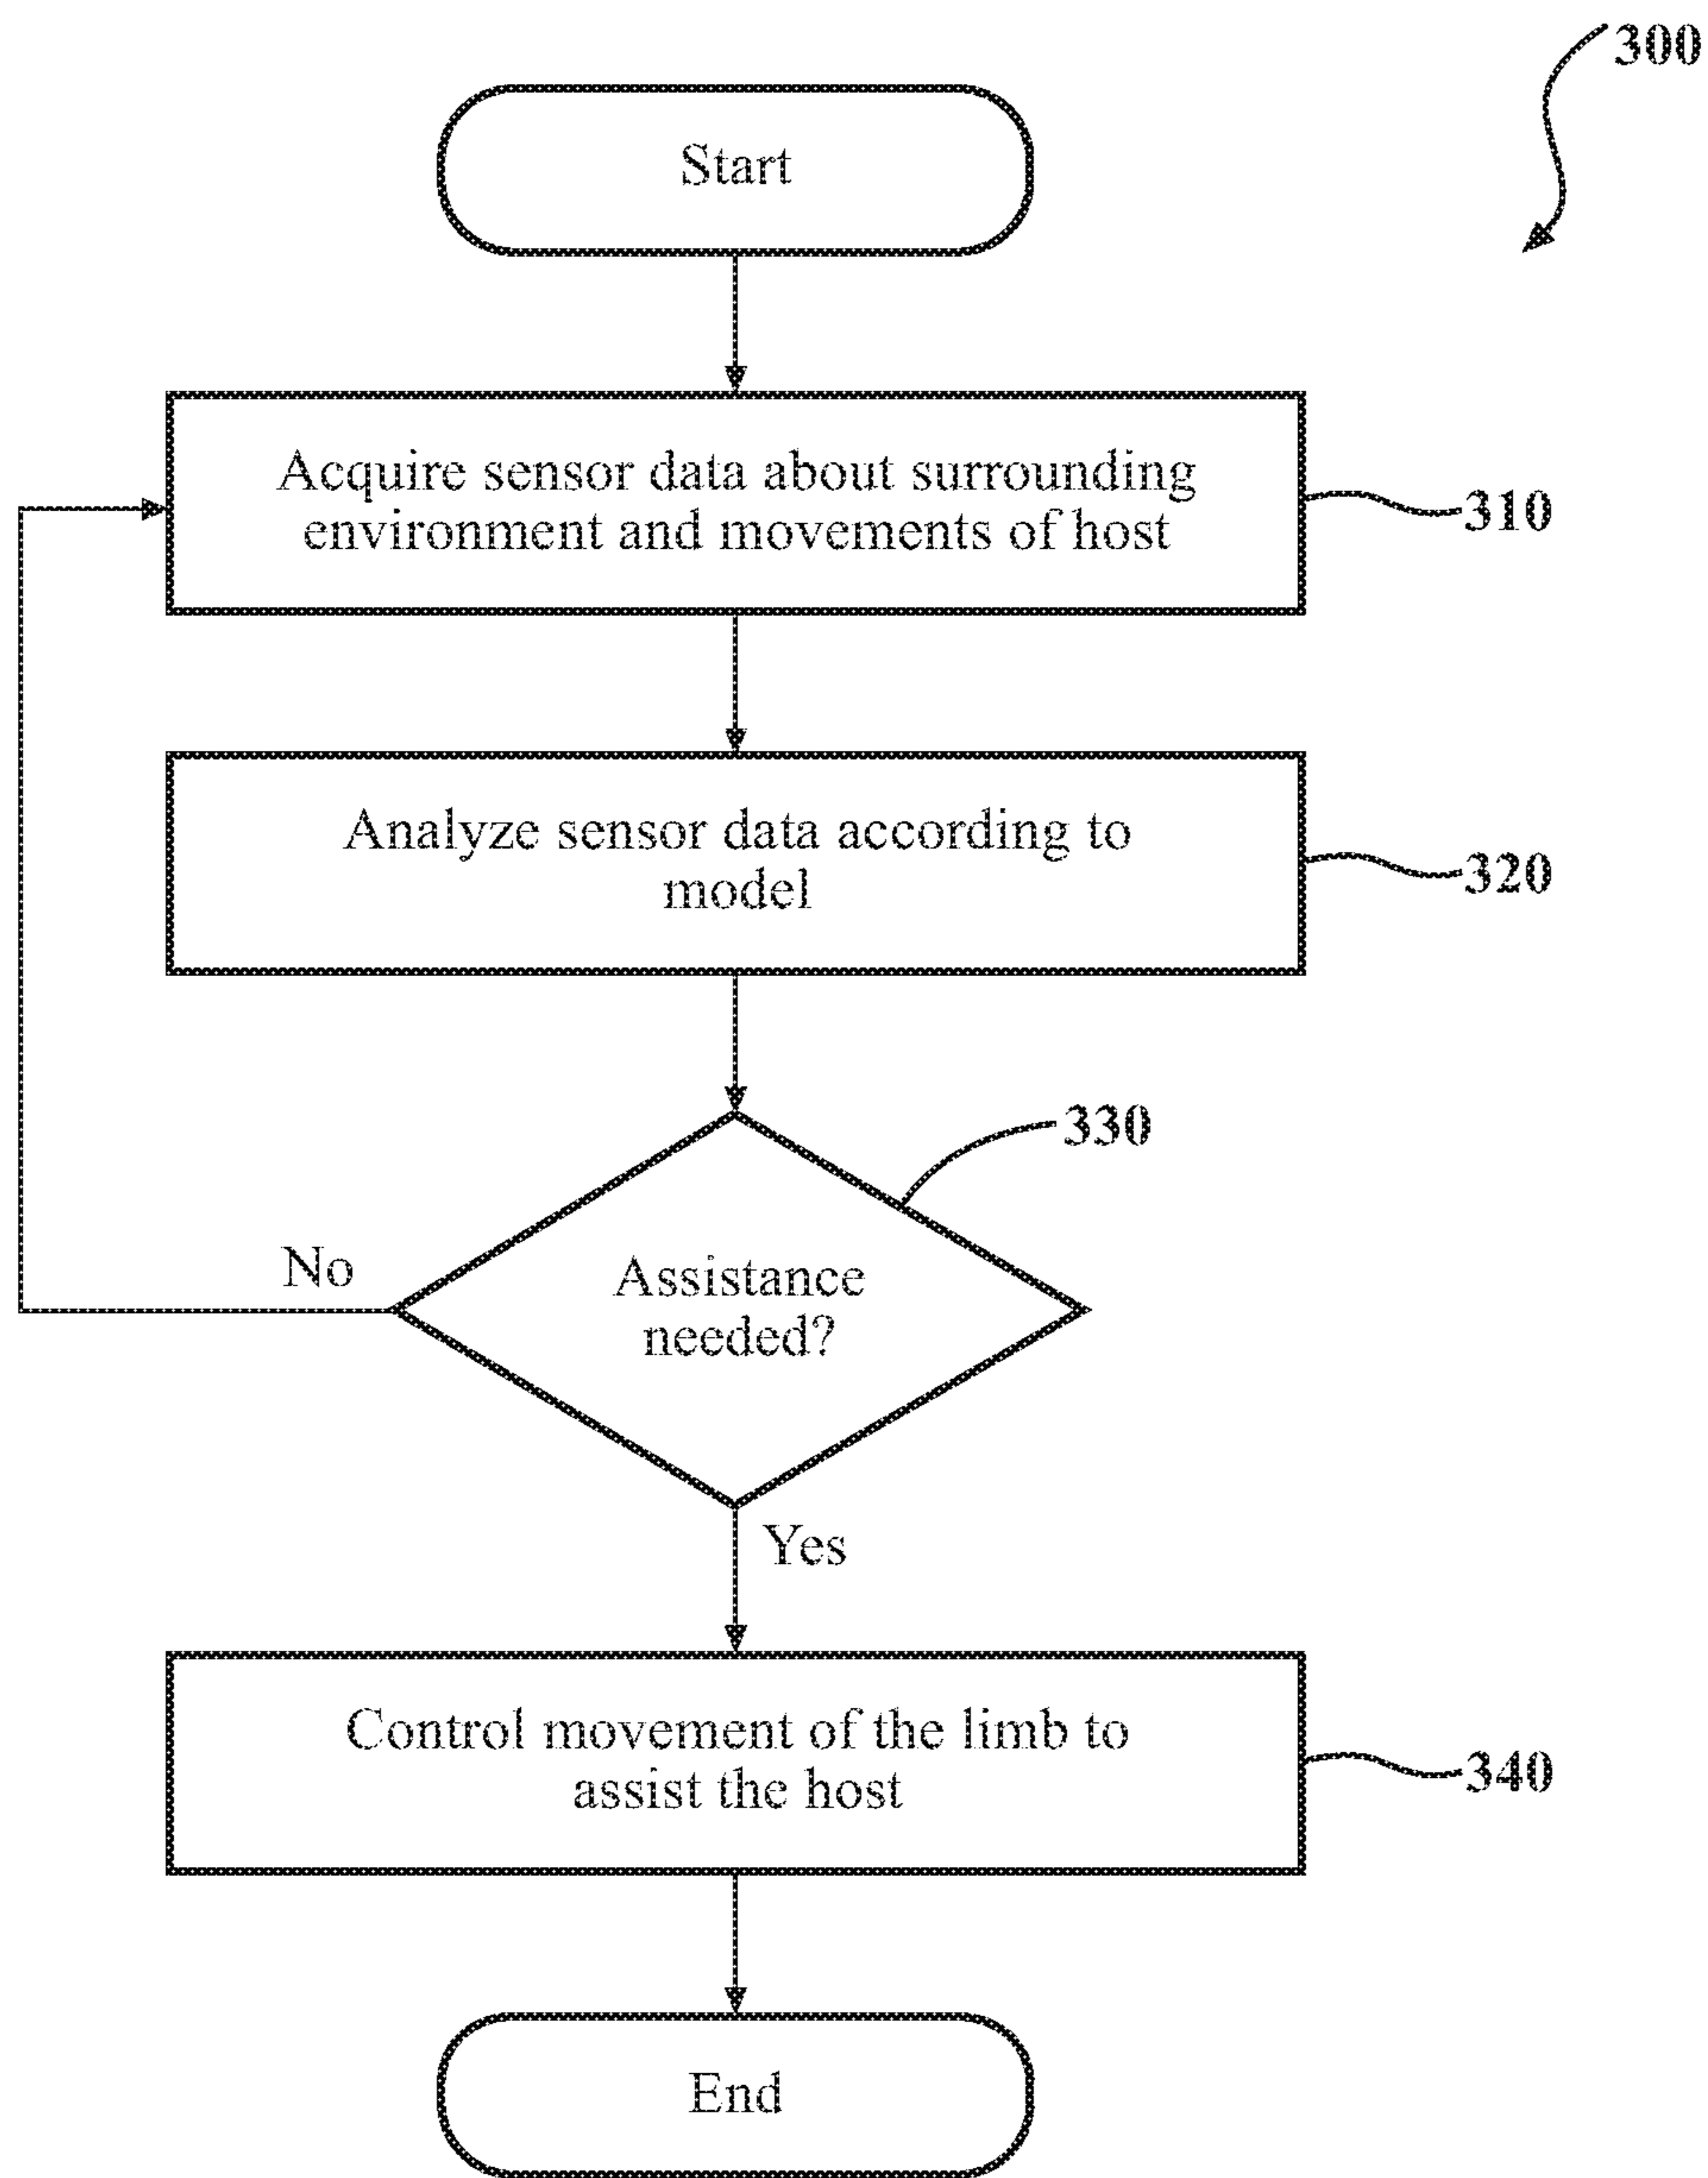 300
Start
Acquire sensor data about surrounding
environment and movements of host
310
Analyze sensor data according to
model
320
330
No
Assistance
needed?
Yes
Control movement of the limb to
assist the host
340
End